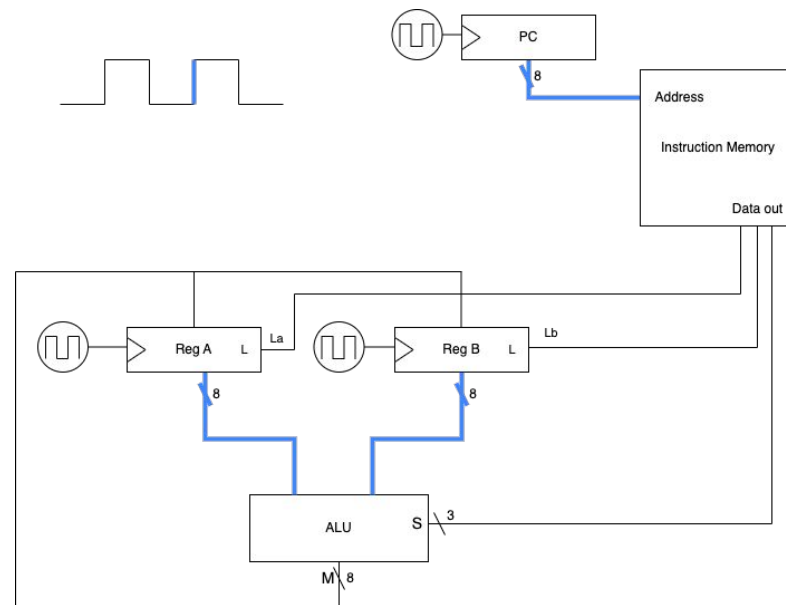 PC
8
Address
Instruction Memory
Data out
La
Lb
Reg A
L
Reg B
L
8
8
ALU
S
3
M
8